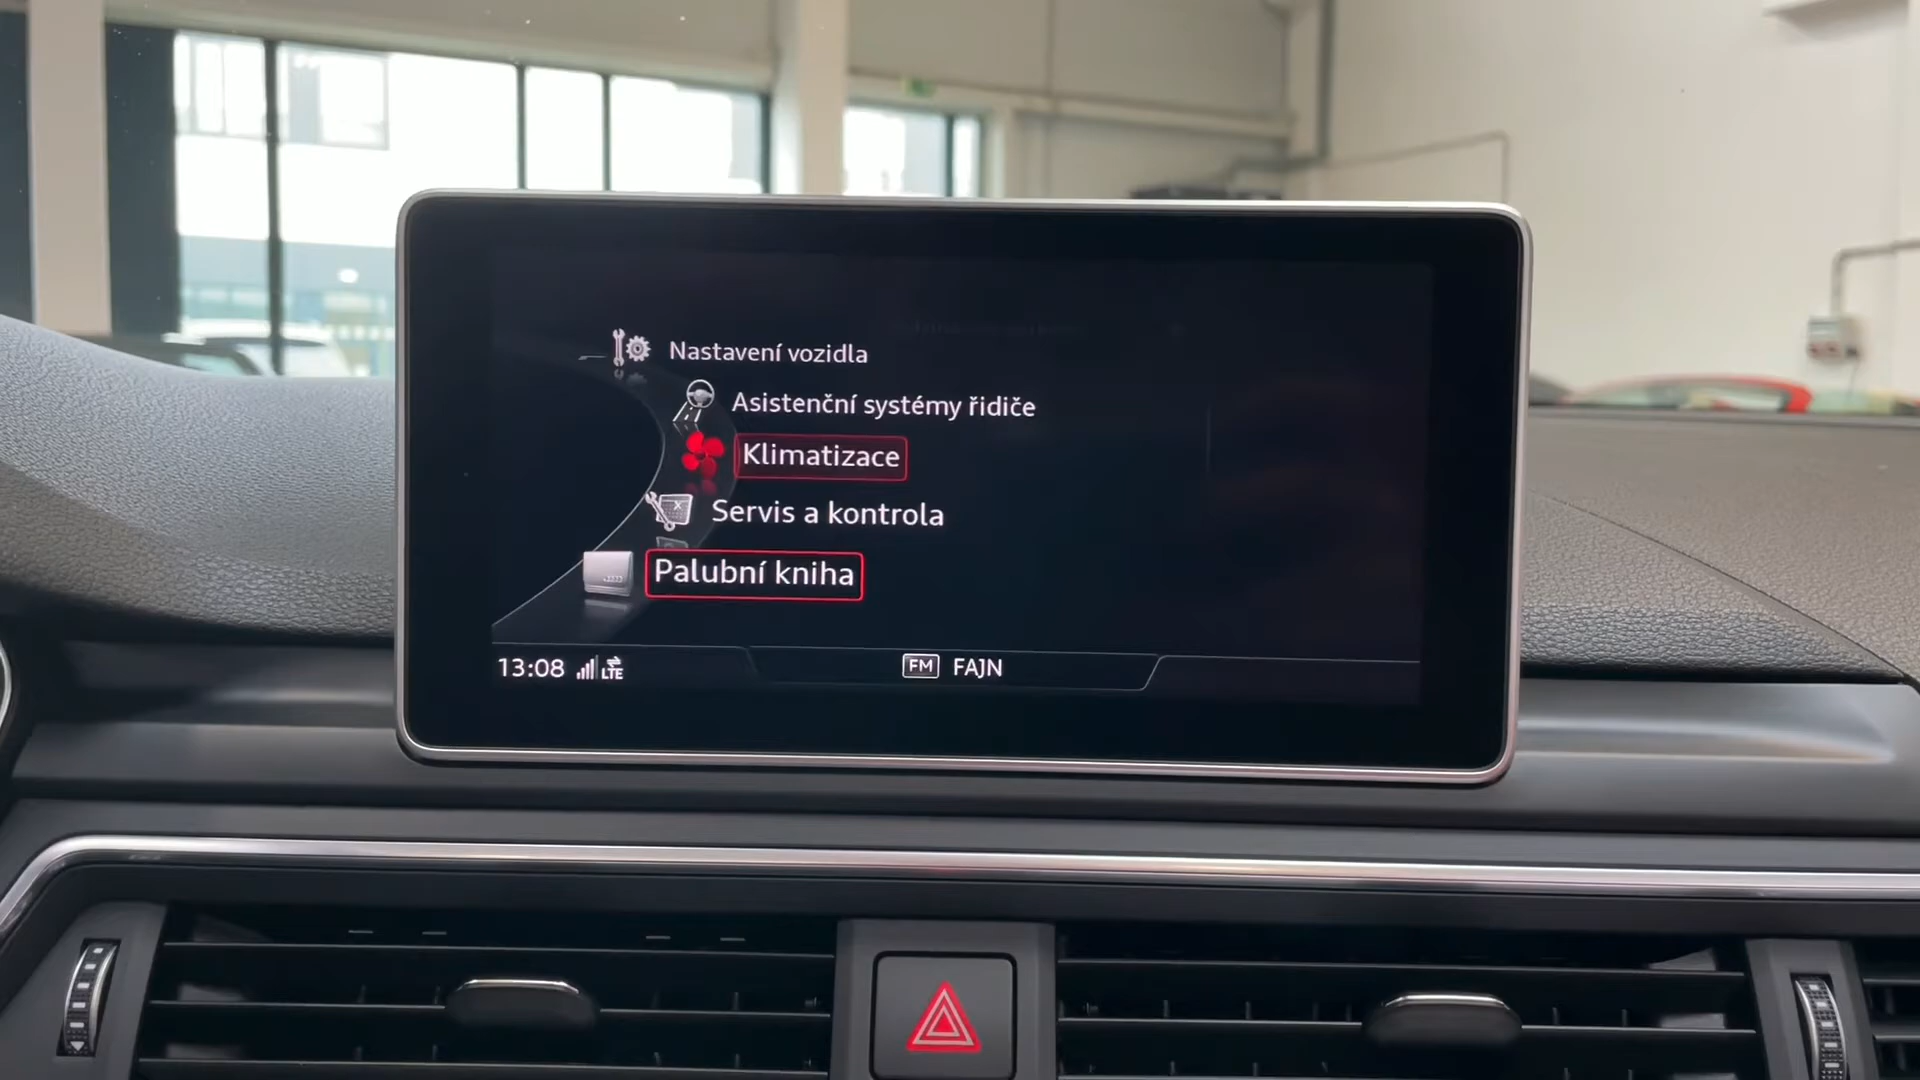 Nastavení vozidla
Asistenční systémy řidiče
Klimatizace
Servis a kontrola
Palubní kniha
13:08 LTE FM FAJN